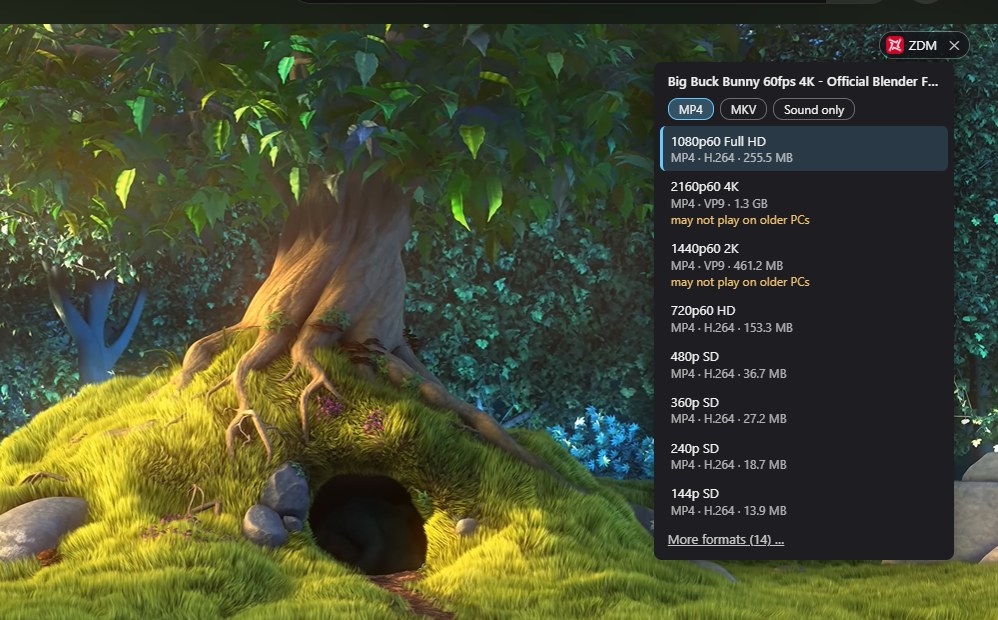 ZDM
Big Buck Bunny 60fps 4K - Official Blender F...
MP4
MKV
Sound only
1080p60 Full HD
MP4 · H.264 · 255.5 MB
2160p60 4K
MP4 · VP9 · 1.3 GB
may not play on older PCs
1440p60 2K
MP4 · VP9 · 461.2 MB
may not play on older PCs
720p60 HD
MP4 · H.264 · 153.3 MB
480p SD
MP4 · H.264 · 36.7 MB
360p SD
MP4 · H.264 · 27.2 MB
240p SD
MP4 · H.264 · 18.7 MB
144p SD
MP4 · H.264 · 13.9 MB
More formats (14) ...